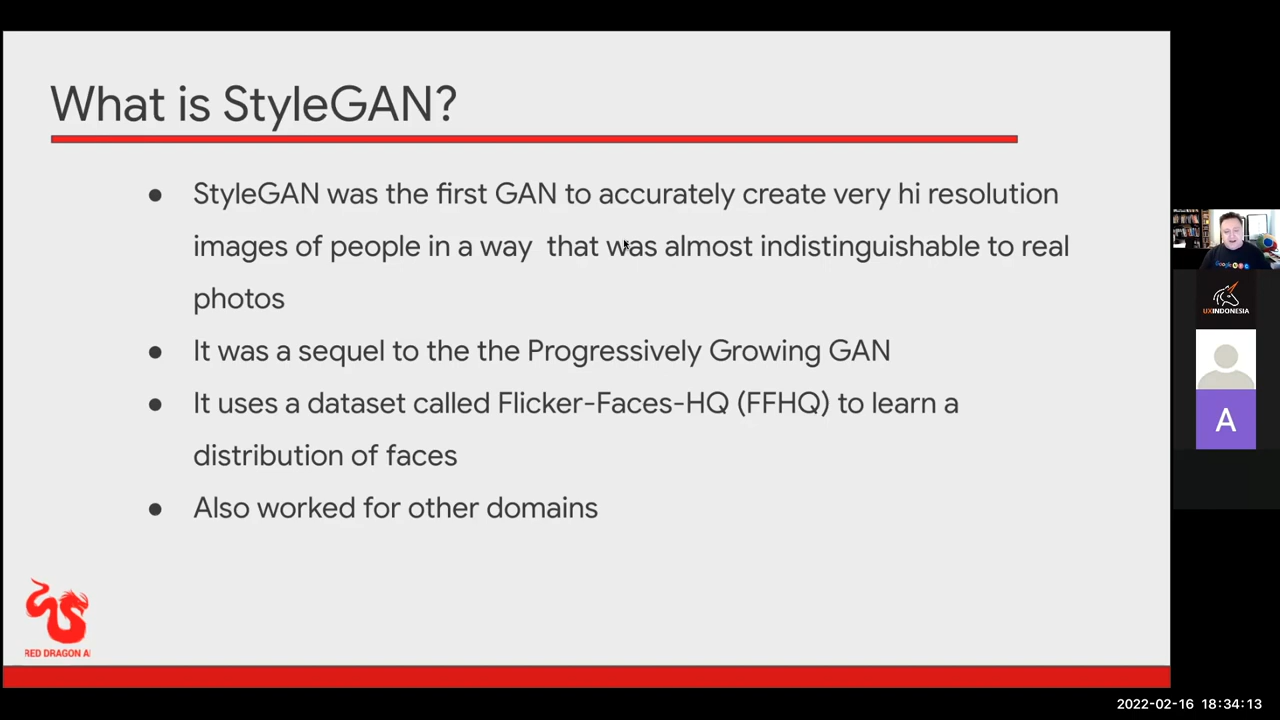 What is StyleGAN?
● StyleGAN was the first GAN to accurately create very hi resolution
images of people in a way that was almost indistinguishable to real
photos
● It was a sequel to the the Progressively Growing GAN
● It uses a dataset called Flicker-Faces-HQ (FFHQ) to learn a
distribution of faces
● Also worked for other domains
RED DRAGON AI
Google
UXINDONESIA
A
2022-02-16 18:34:13